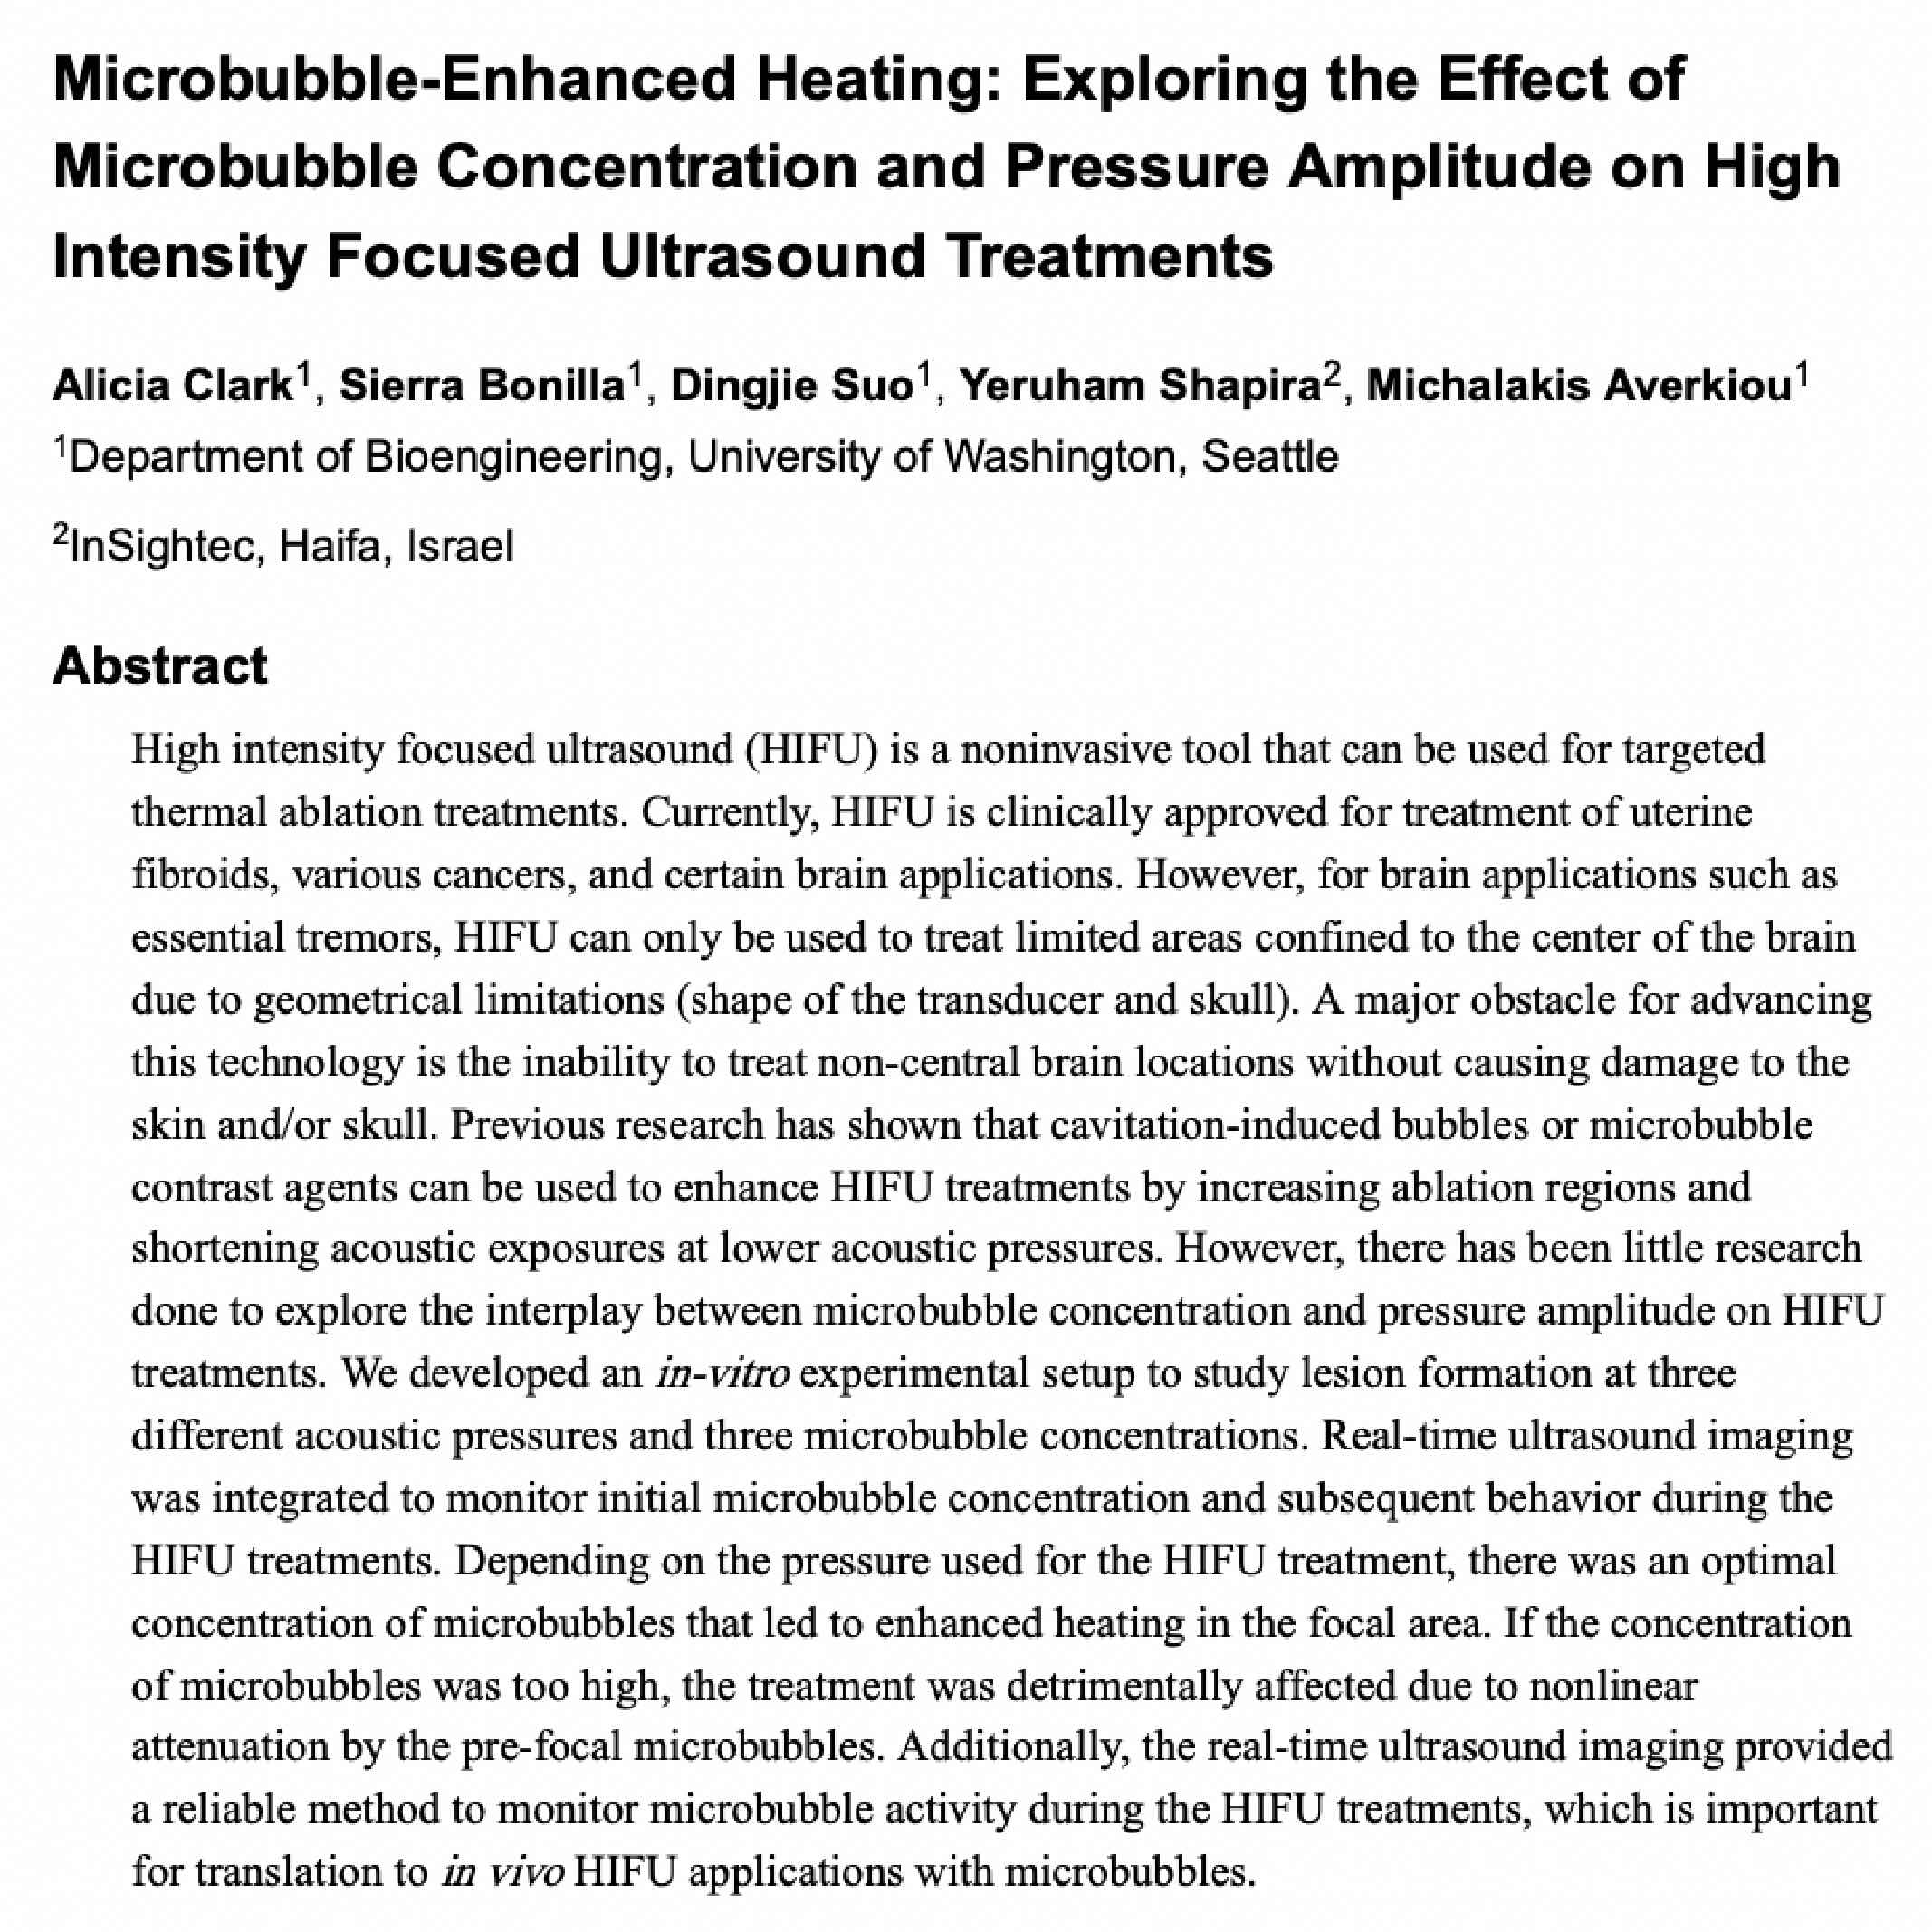 Microbubble-Enhanced Heating: Exploring the Effect of
Microbubble Concentration and Pressure Amplitude on High
Intensity Focused Ultrasound Treatments
Alicia Clark1, Sierra Bonilla1, Dingjie Suo1, Yeruham Shapira2, Michalakis Averkiou1
1Department of Bioengineering, University of Washington, Seattle
2InSightec, Haifa, Israel
Abstract
High intensity focused ultrasound (HIFU) is a noninvasive tool that can be used for targeted
thermal ablation treatments. Currently, HIFU is clinically approved for treatment of uterine
fibroids, various cancers, and certain brain applications. However, for brain applications such as
essential tremors, HIFU can only be used to treat limited areas confined to the center of the brain
due to geometrical limitations (shape of the transducer and skull). A major obstacle for advancing
this technology is the inability to treat non-central brain locations without causing damage to the
skin and/or skull. Previous research has shown that cavitation-induced bubbles or microbubble
contrast agents can be used to enhance HIFU treatments by increasing ablation regions and
shortening acoustic exposures at lower acoustic pressures. However, there has been little research
done to explore the interplay between microbubble concentration and pressure amplitude on HIFU
treatments. We developed an in-vitro experimental setup to study lesion formation at three
different acoustic pressures and three microbubble concentrations. Real-time ultrasound imaging
was integrated to monitor initial microbubble concentration and subsequent behavior during the
HIFU treatments. Depending on the pressure used for the HIFU treatment, there was an optimal
concentration of microbubbles that led to enhanced heating in the focal area. If the concentration
of microbubbles was too high, the treatment was detrimentally affected due to nonlinear
attenuation by the pre-focal microbubbles. Additionally, the real-time ultrasound imaging provided
a reliable method to monitor microbubble activity during the HIFU treatments, which is important
for translation to in vivo HIFU applications with microbubbles.